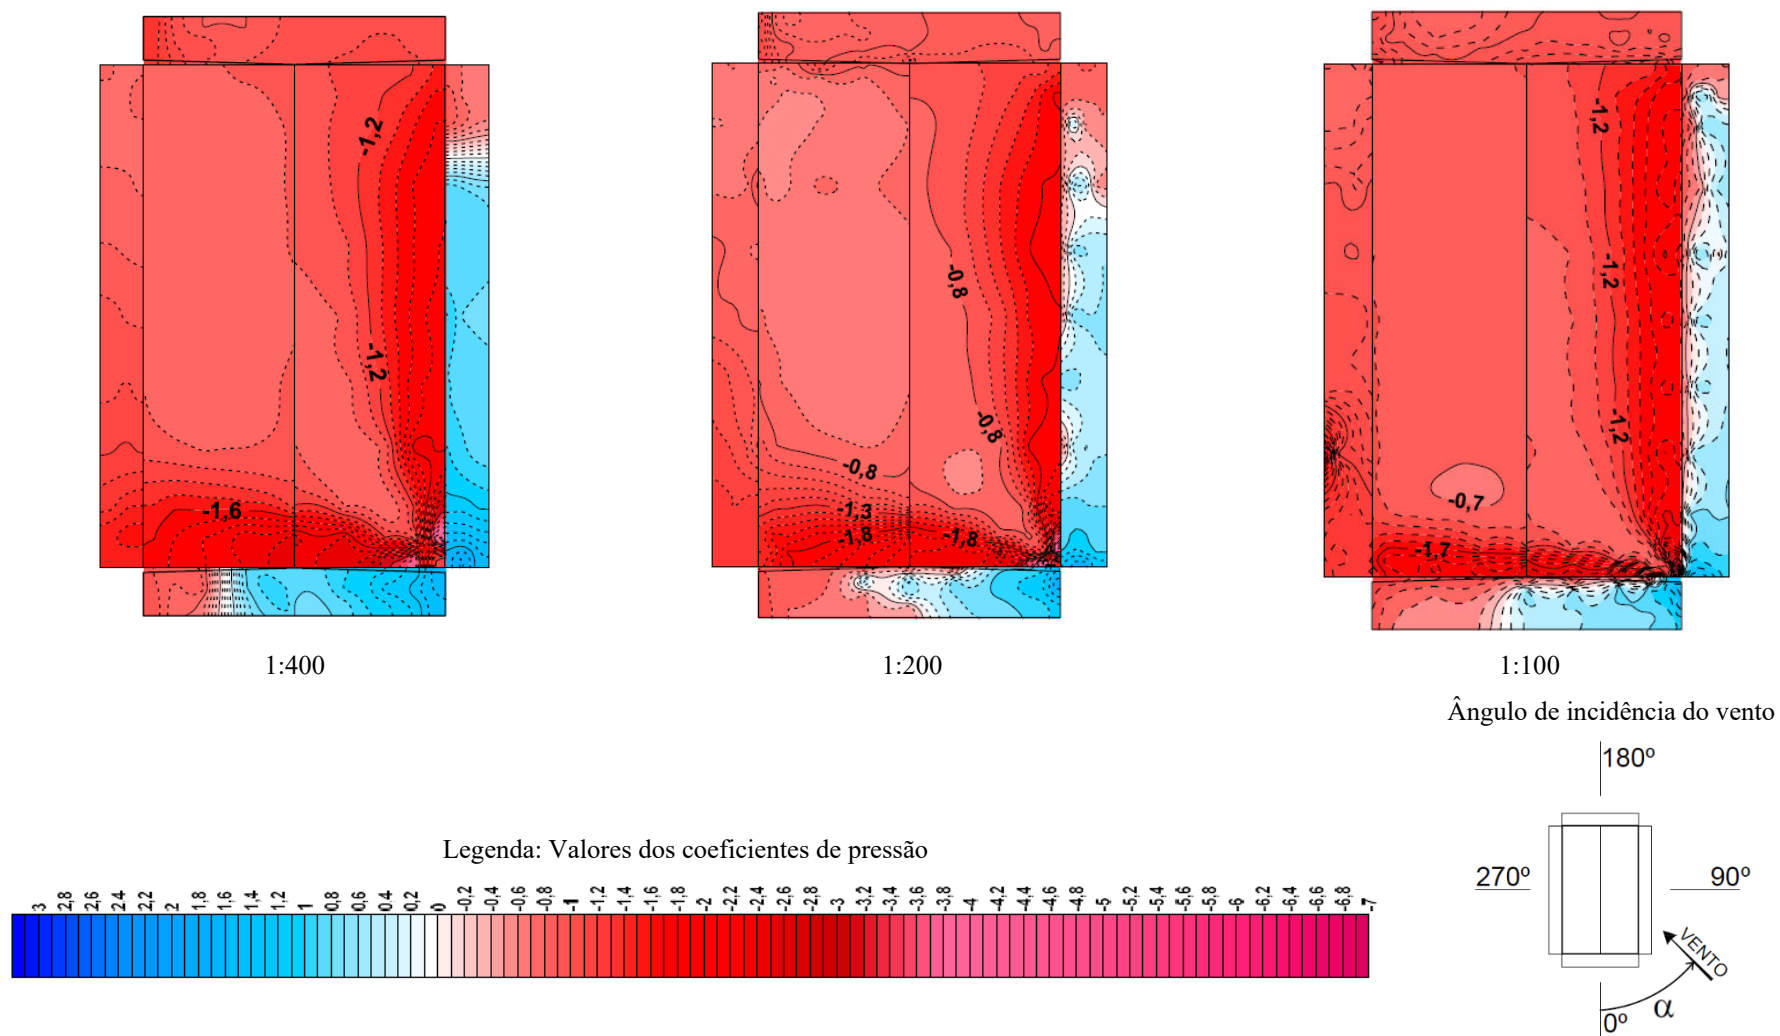 -1,2
-1,2
-1,6
-0,8
-0,8
-0,8
-1,3
-1,8
-1,8
-1,2
-1,2
-1,2
-0,7
-1,7
1:400
1:200
1:100
Ângulo de incidência do vento
180º
270º
90º
VENTO
α
0º
Legenda: Valores dos coeficientes de pressão
3 2,8 2,6 2,4 2,2 2 1,8 1,6 1,4 1,2 1 0,8 0,6 0,4 0,2 0 -0,2 -0,4 -0,6 -0,8 -1 -1,2 -1,4 -1,6 -1,8 -2 -2,2 -2,4 -2,6 -2,8 -3 -3,2 -3,4 -3,6 -3,8 -4 -4,2 -4,4 -4,6 -4,8 -5 -5,2 -5,4 -5,6 -5,8 -6 -6,2 -6,4 -6,6 -6,8 -7